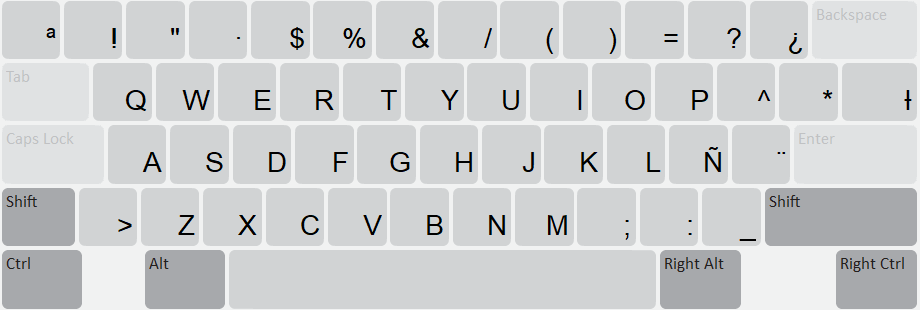 ª ! " · $ % & / ( ) = ? ¿ Backspace
Tab Q W E R T Y U I O P ^ * ƚ
Caps Lock A S D F G H J K L Ñ ¨ Enter
Shift > Z X C V B N M ; : _ Shift
Ctrl Alt Right Alt Right Ctrl